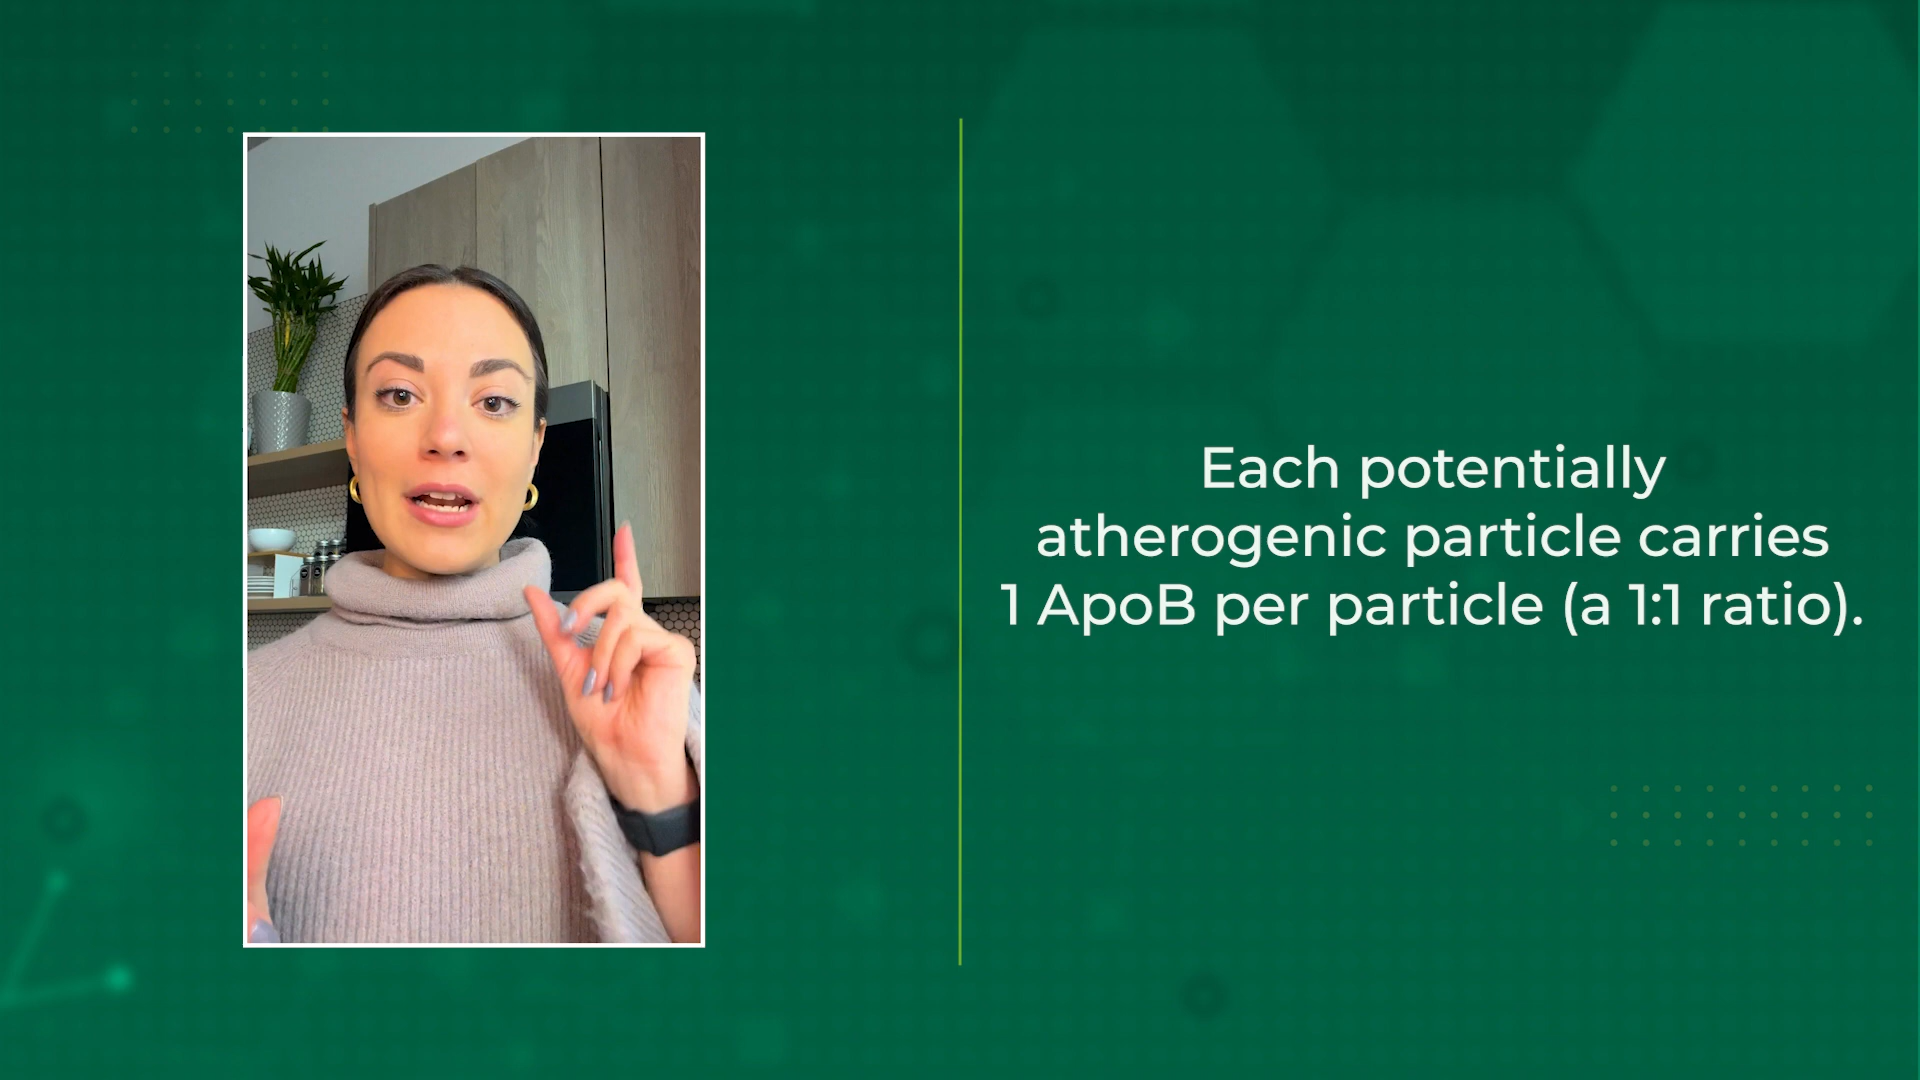 Each potentially
atherogenic particle carries
1 ApoB per particle (a 1:1 ratio).